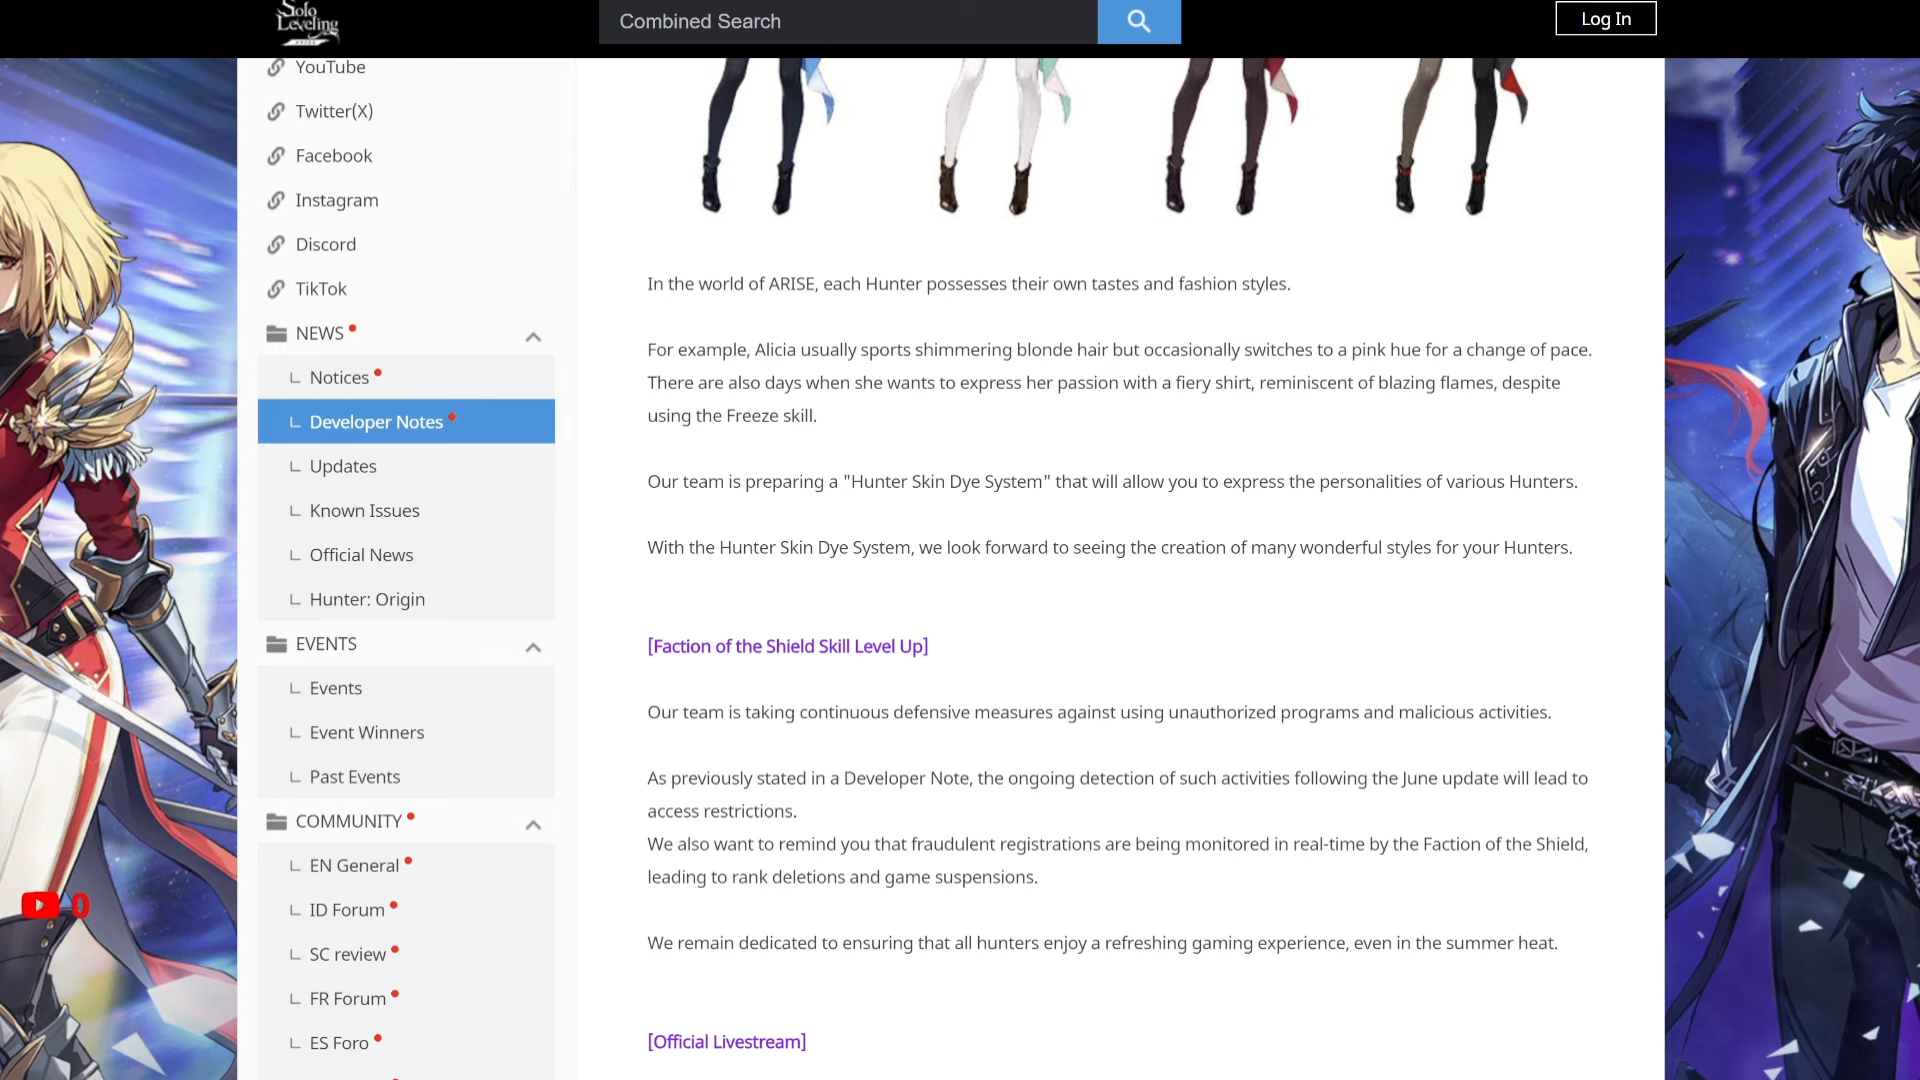 Solo
Leveling
ARISE
Combined Search
Log In
YouTube
Twitter(X)
Facebook
Instagram
Discord
TikTok
NEWS
Notices
Developer Notes
Updates
Known Issues
Official News
Hunter: Origin
EVENTS
Events
Event Winners
Past Events
COMMUNITY
EN General
ID Forum
SC review
FR Forum
ES Foro
0
In the world of ARISE, each Hunter possesses their own tastes and fashion styles.
For example, Alicia usually sports shimmering blonde hair but occasionally switches to a pink hue for a change of pace.
There are also days when she wants to express her passion with a fiery shirt, reminiscent of blazing flames, despite
using the Freeze skill.
Our team is preparing a "Hunter Skin Dye System" that will allow you to express the personalities of various Hunters.
With the Hunter Skin Dye System, we look forward to seeing the creation of many wonderful styles for your Hunters.
[Faction of the Shield Skill Level Up]
Our team is taking continuous defensive measures against using unauthorized programs and malicious activities.
As previously stated in a Developer Note, the ongoing detection of such activities following the June update will lead to
access restrictions.
We also want to remind you that fraudulent registrations are being monitored in real-time by the Faction of the Shield,
leading to rank deletions and game suspensions.
We remain dedicated to ensuring that all hunters enjoy a refreshing gaming experience, even in the summer heat.
[Official Livestream]